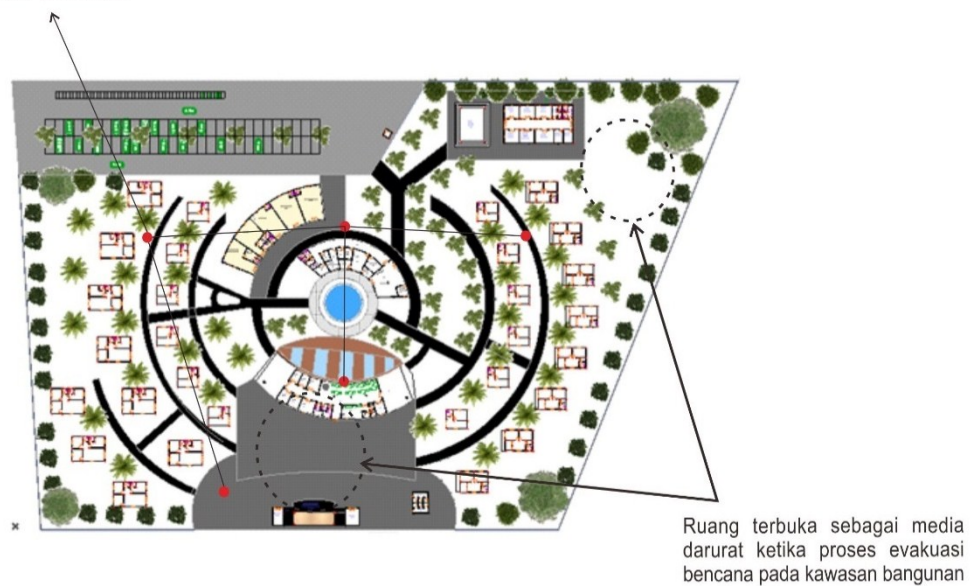 Ruang terbuka sebagai media
darurat ketika proses evakuasi
bencana pada kawasan bangunan